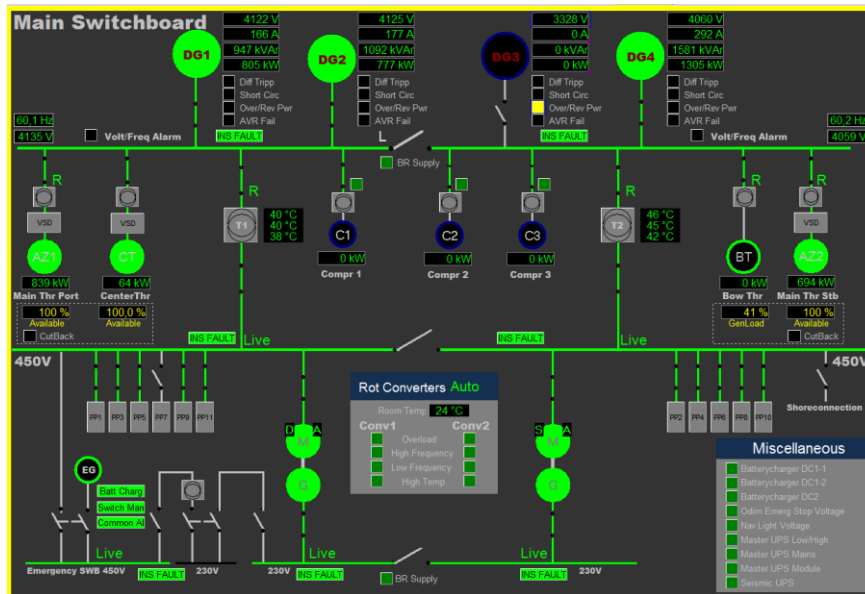 Main Switchboard
DG1
4122 V
166 A
947 kVAr
805 kW
Diff Tripp
Short Circ
Over/Rev Pwr
AVR Fail
DG2
4125 V
177 A
1092 kVAr
777 kW
Diff Tripp
Short Circ
Over/Rev Pwr
AVR Fail
DG3
3328 V
0 A
0 kVAr
0 kW
Diff Tripp
Short Circ
Over/Rev Pwr
AVR Fail
DG4
4060 V
292 A
1581 kVAr
1305 kW
Diff Tripp
Short Circ
Over/Rev Pwr
AVR Fail
60,1 Hz
4135 V
Volt/Freq Alarm
INS FAULT
L
BR Supply
INS FAULT
Volt/Freq Alarm
60,2 Hz
4059 V
R
VSD
AZ1
839 kW
Main Thr Port
100 %
Available
CutBack
VSD
CT
64 kW
CenterThr
100,0 %
Available
R
T1
40 °C
40 °C
38 °C
C1
0 kW
Compr 1
C2
0 kW
Compr 2
C3
0 kW
Compr 3
R
T2
46 °C
45 °C
42 °C
BT
0 kW
Bow Thr
41 %
GenLoad
R
VSD
AZ2
694 kW
Main Thr Stb
100 %
Available
CutBack
INS FAULT
Live
INS FAULT
Live
450V
450V
PP1
PP3
PP5
PP7
PP9
PP11
PP2
PP4
PP6
PP8
PP10
Shoreconnection
D
M
A
G
S
M
A
G
Rot Converters Auto
Room Temp 24 °C
Conv1
Conv2
Overload
High Frequency
Low Frequency
High Temp
EG
Batt Charg
Switch Man
Common Al
Live
Emergency SWB 450V
INS FAULT
230V
230V
Live
INS FAULT
BR Supply
INS FAULT
230V
Miscellaneous
Batterycharger DC1-1
Batterycharger DC1-2
Batterycharger DC2
Odim Emerg Stop Voltage
Nav Light Voltage
Master UPS Low/High
Master UPS Mains
Master UPS Module
Seismic UPS